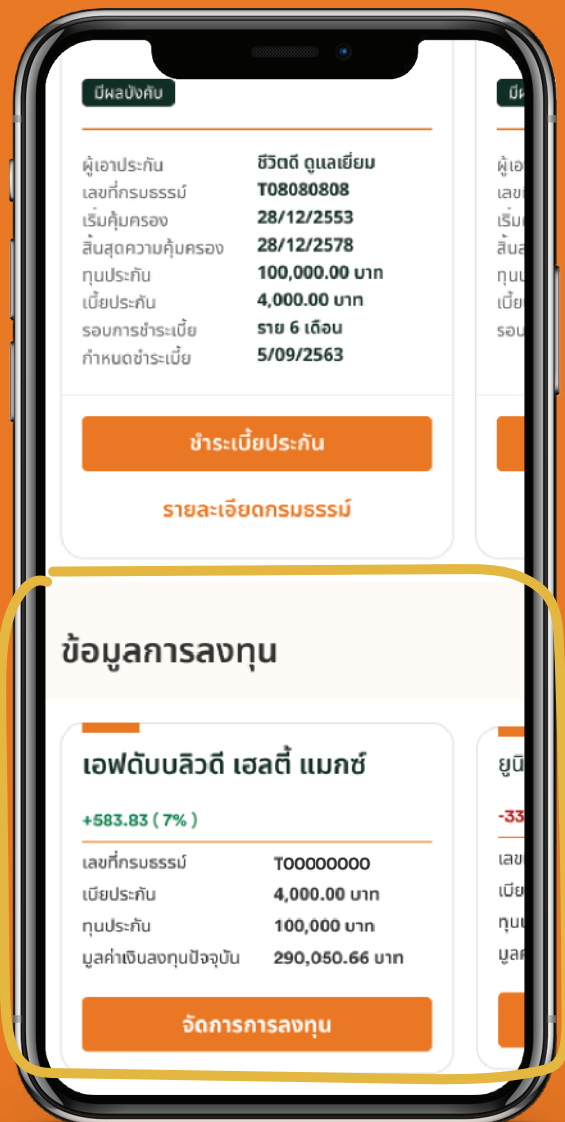 มีผลบังคับ
ผู้เอาประกัน ชีวิตดี ดูแลเยี่ยม
เลขที่กรมธรรม์ T08080808
เริ่มคุ้มครอง 28/12/2553
สิ้นสุดความคุ้มครอง 28/12/2578
ทุนประกัน 100,000.00 บาท
เบี้ยประกัน 4,000.00 บาท
รอบการชำระเบี้ย ราย 6 เดือน
กำหนดชำระเบี้ย 5/09/2563
ชำระเบี้ยประกัน
รายละเอียดกรมธรรม์
ข้อมูลการลงทุน
เอฟดับบลิวดี เฮลตี้ แมกซ์
+583.83 ( 7% )
เลขที่กรมธรรม์ T00000000
เบี้ยประกัน 4,000.00 บาท
ทุนประกัน 100,000 บาท
มูลค่าเงินลงทุนปัจจุบัน 290,050.66 บาท
จัดการการลงทุน
-33